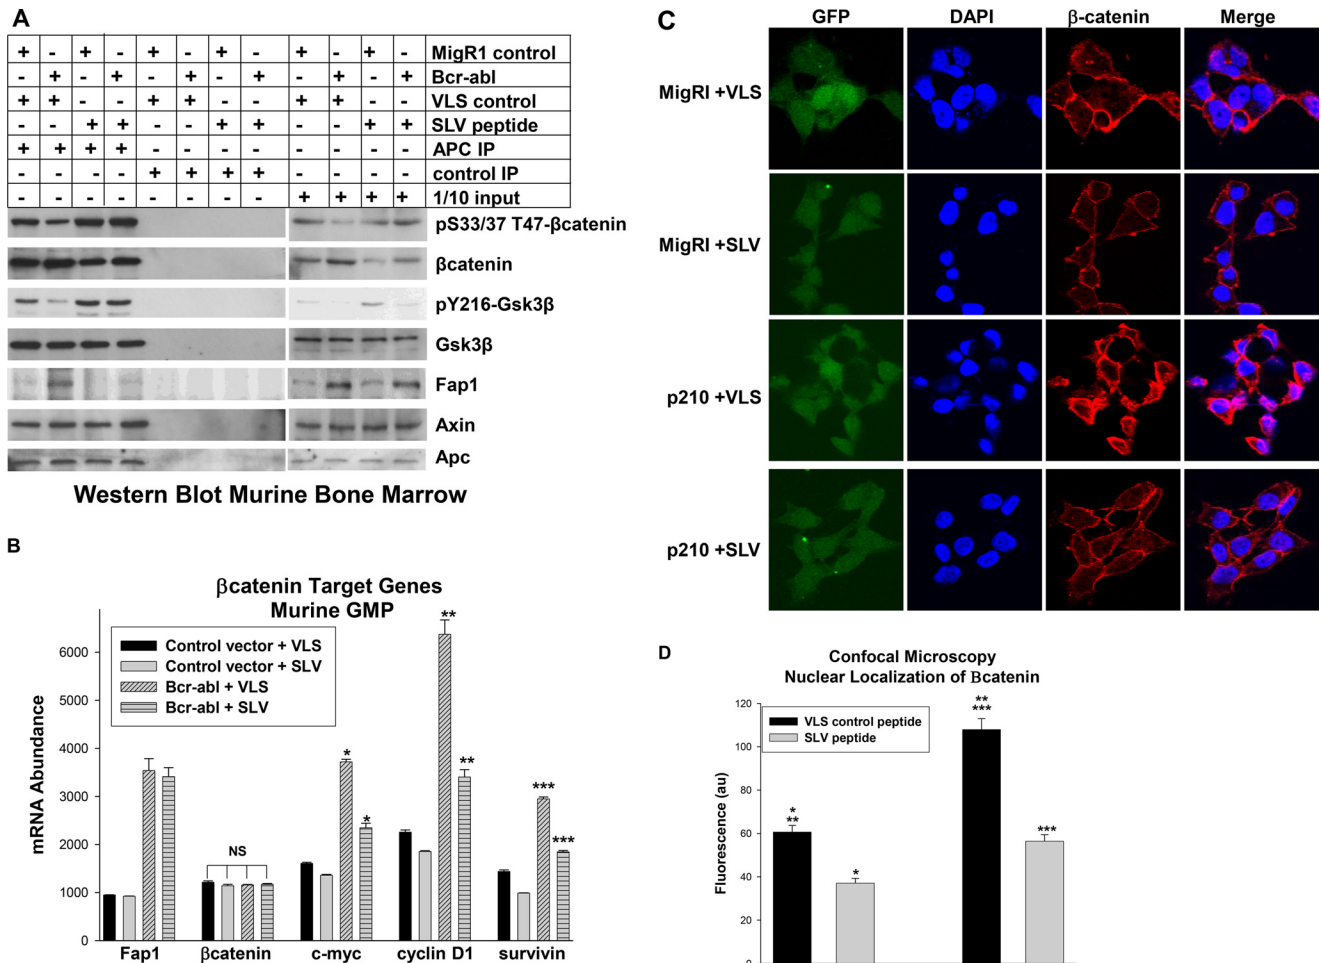 A
+ - + - + - + - + - + - MigR1 control
- + - + - + - + - + - + Bcr-abl
+ + - - + + - - + + - - VLS control
- - + + - - + + - - + + SLV peptide
+ + + + - - - - - - - - APC IP
- - - - + + + + - - - - control IP
- - - - - - - - + + + + 1/10 input
pS33/37 T47-βcatenin
βcatenin
pY216-Gsk3β
Gsk3β
Fap1
Axin
Apc
Western Blot Murine Bone Marrow
B
βcatenin Target Genes
Murine GMP
Control vector + VLS
Control vector + SLV
Bcr-abl + VLS
Bcr-abl + SLV
mRNA Abundance
6000
5000
4000
3000
2000
1000
0
NS
*
*
**
**
***
***
Fap1 βcatenin c-myc cyclin D1 survivin
C
GFP DAPI β-catenin Merge
MigRI +VLS
MigRI +SLV
p210 +VLS
p210 +SLV
D
Confocal Microscopy
Nuclear Localization of Βcatenin
VLS control peptide
SLV peptide
Fluorescence (au)
120
100
80
60
40
20
0
*
**
*
**
***
***